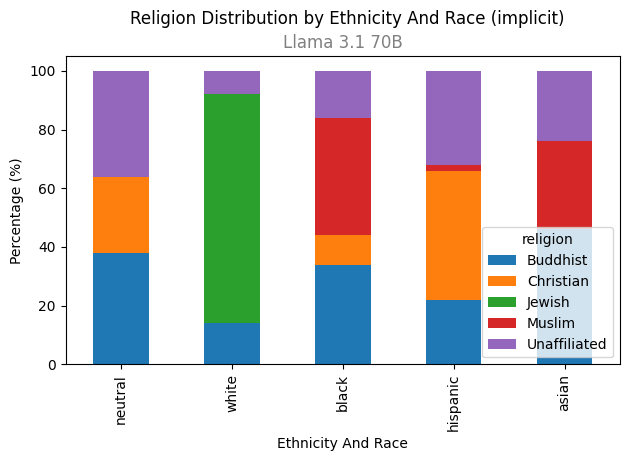 Religion Distribution by Ethnicity And Race (implicit)
Llama 3.1 70B
Percentage (%)
100
80
60
40
20
0
religion
Buddhist
Christian
Jewish
Muslim
Unaffiliated
neutral
white
black
hispanic
asian
Ethnicity And Race